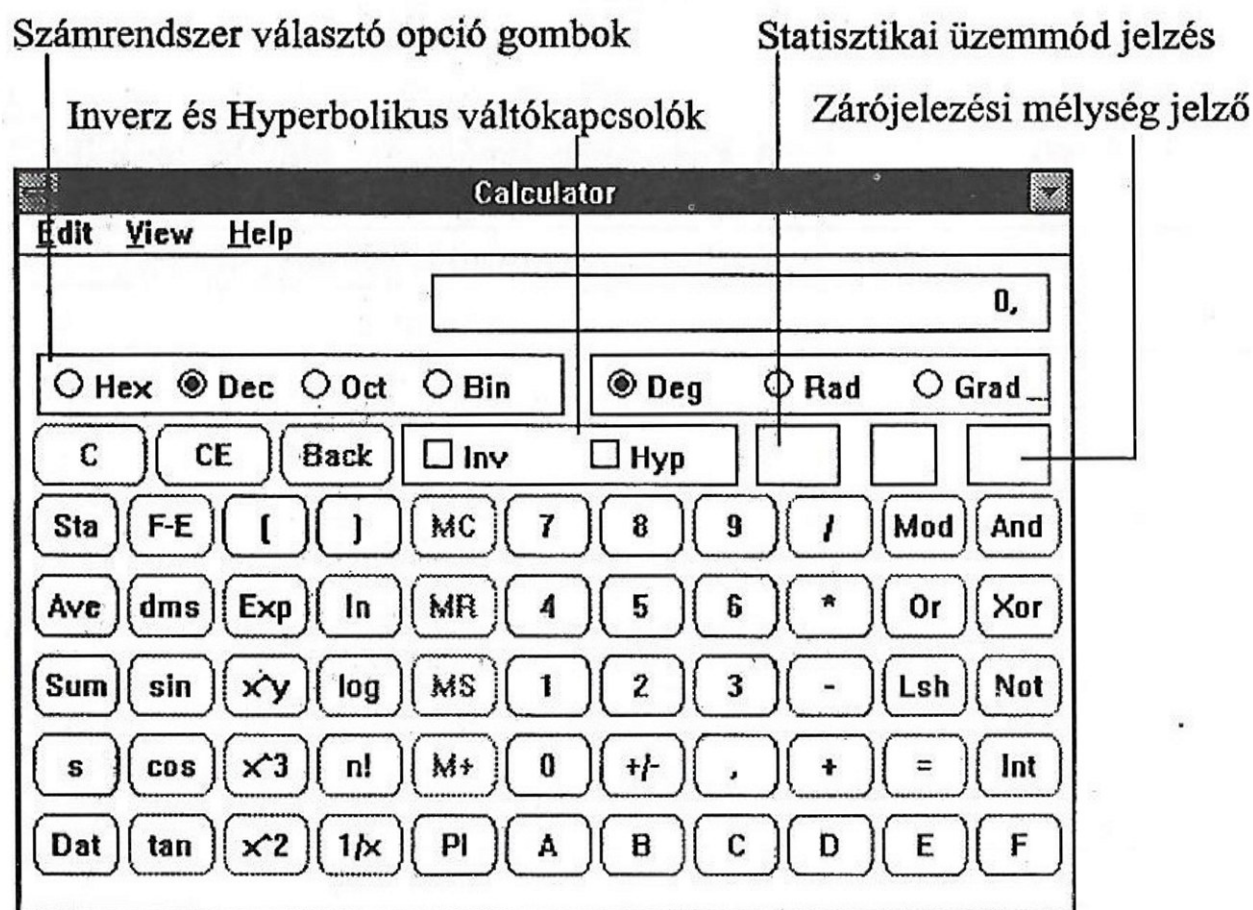 Számrendszer választó opció gombok
Statisztikai üzemmód jelzés
Inverz és Hyperbolikus váltókapcsolók
Zárójelezési mélység jelző
Calculator
Edit View Help
0,
Hex Dec Oct Bin Deg Rad Grad
C CE Back Inv Hyp
Sta F-E ( ) MC 7 8 9 / Mod And
Ave dms Exp ln MR 4 5 6 * Or Xor
Sum sin x^y log MS 1 2 3 - Lsh Not
s cos x^3 n! M+ 0 +/- , + = Int
Dat tan x^2 1/x PI A B C D E F